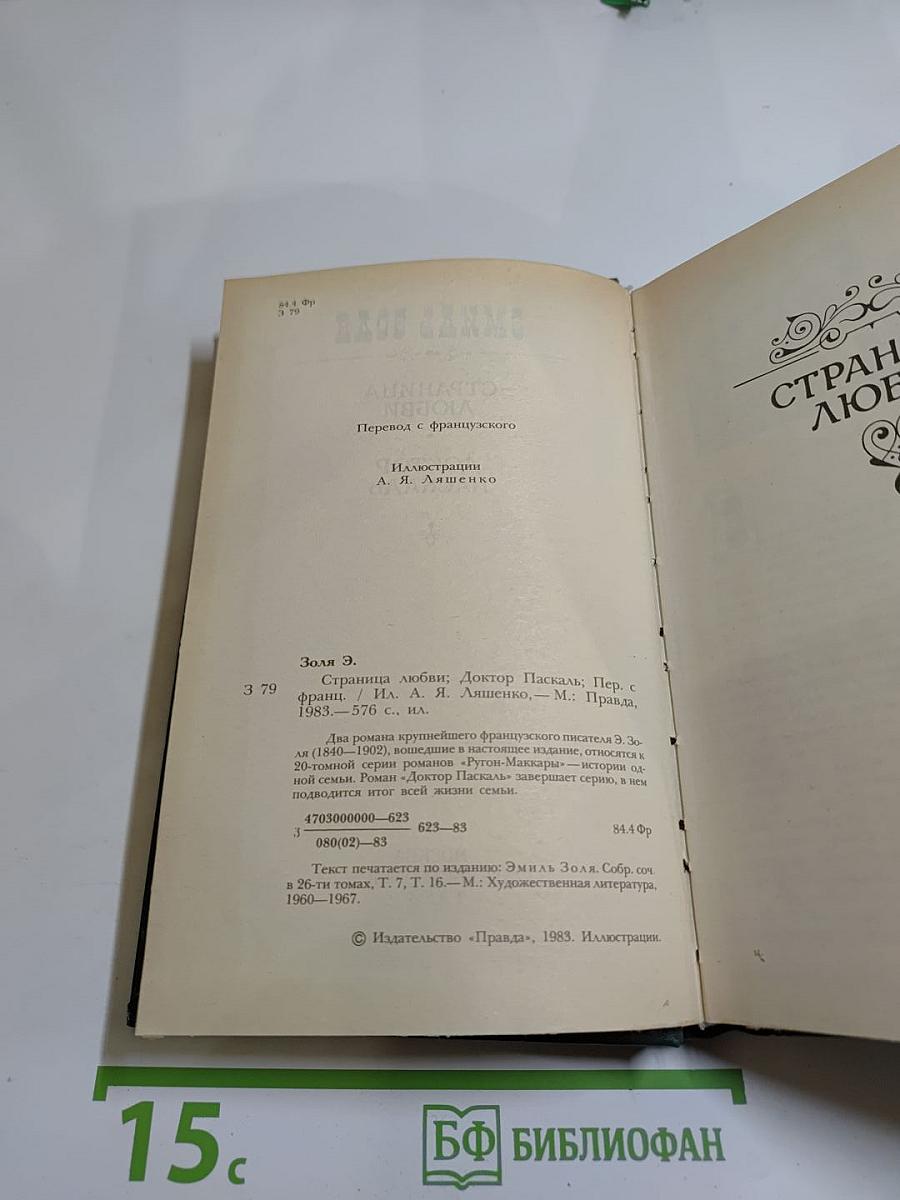 84.4 Фр
З 79
Перевод с французского
Иллюстрации
А. Я. Ляшенко
Золя Э.
З 79
Страница любви; Доктор Паскаль; Пер. с
франц. / Ил. А. Я. Ляшенко,— М.: Правда,
1983.— 576 с., ил.
Два романа крупнейшего французского писателя Э. Зо-
ля (1840—1902), вошедшие в настоящее издание, относятся к
20-томной серии романов «Ругон-Маккары» — истории од-
ной семьи. Роман «Доктор Паскаль» завершает серию, в нем
подводится итог всей жизни семьи.
З 4703000000—623 623—83 84.4 Фр
080(02)—83
Текст печатается по изданию: Эмиль Золя. Собр. соч.
в 26-ти томах, Т. 7, Т. 16.— М.: Художественная литература,
1960—1967.
© Издательство «Правда», 1983. Иллюстрации.
СТРАН
ЛЮБ
15 с
БФ БИБЛИОФАН